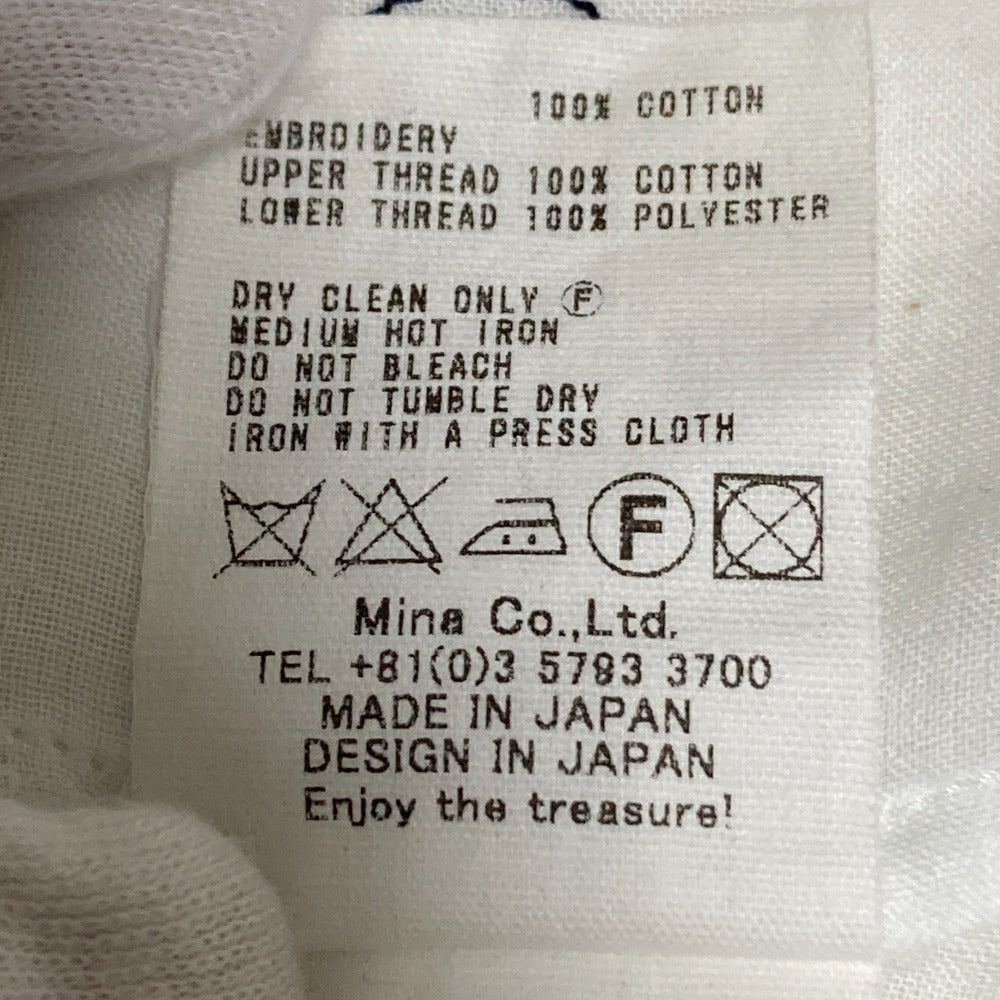 100% COTTON
EMBROIDERY
UPPER THREAD 100% COTTON
LOWER THREAD 100% POLYESTER
DRY CLEAN ONLY Ⓕ
MEDIUM HOT IRON
DO NOT BLEACH
DO NOT TUMBLE DRY
IRON WITH A PRESS CLOTH
F
Mina Co.,Ltd.
TEL +81(0)3 5793 3700
MADE IN JAPAN
DESIGN IN JAPAN
Enjoy the treasure!